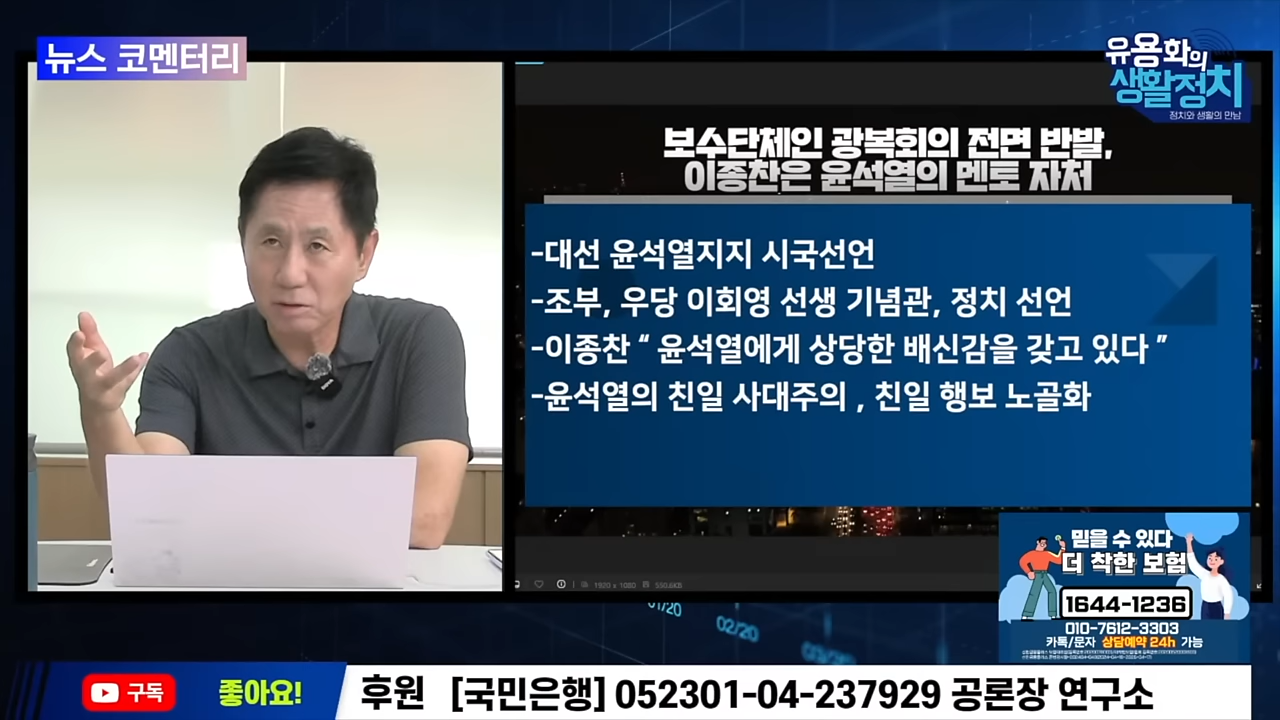 뉴스 코멘터리
유용화의
생활정치
정치와 생활의 만남
보수단체인 광복회의 전면 반발,
이종찬은 윤석열의 멘토 자처
-대선 윤석열지지 시국선언
-조부, 우당 이회영 선생 기념관, 정치 선언
-이종찬 “ 윤석열에게 상당한 배신감을 갖고 있다 ”
-윤석열의 친일 사대주의 , 친일 행보 노골화
1920 x 1080 550.6KB
믿을 수 있다
더 착한 보험
1644-1236
010-7612-3303
카톡/문자 상담예약 24h 가능
01/20
02/20
구독
좋아요!
후원 [국민은행] 052301-04-237929 공론장 연구소